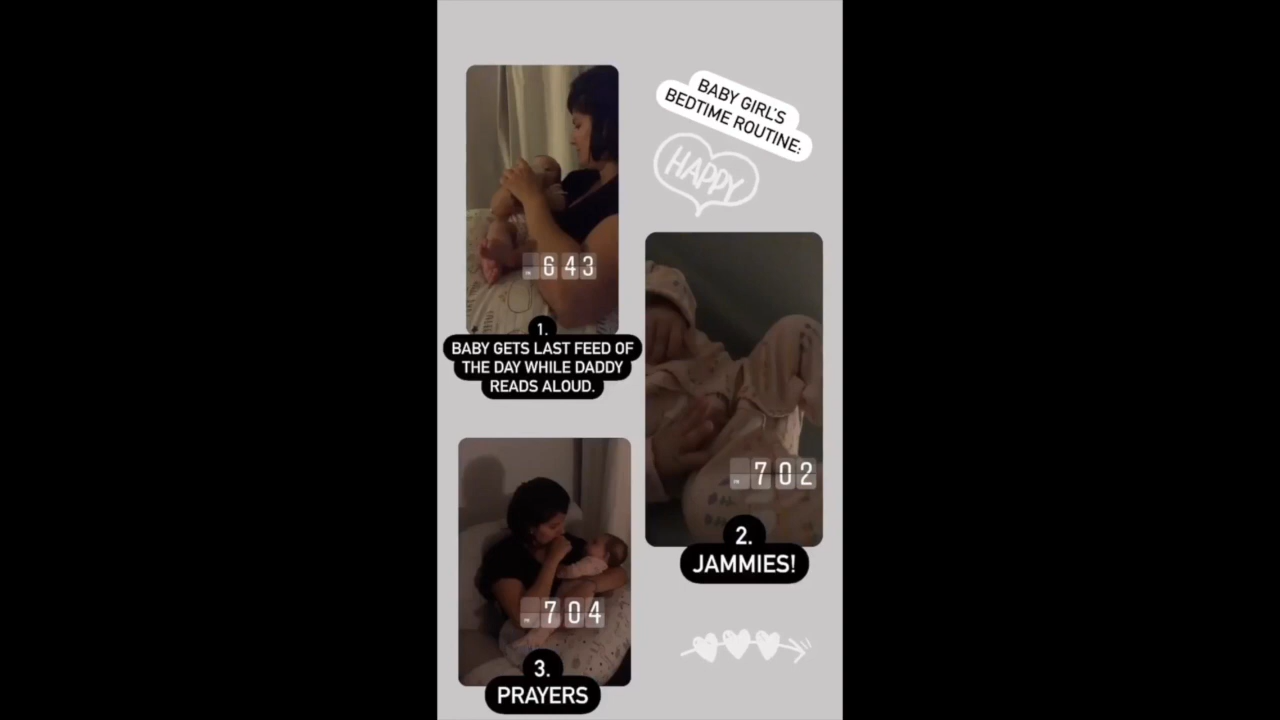 BABY GIRL'S
BEDTIME ROUTINE:
HAPPY
6 43
1.
BABY GETS LAST FEED OF
THE DAY WHILE DADDY
READS ALOUD.
7 02
2.
JAMMIES!
7 04
3.
PRAYERS